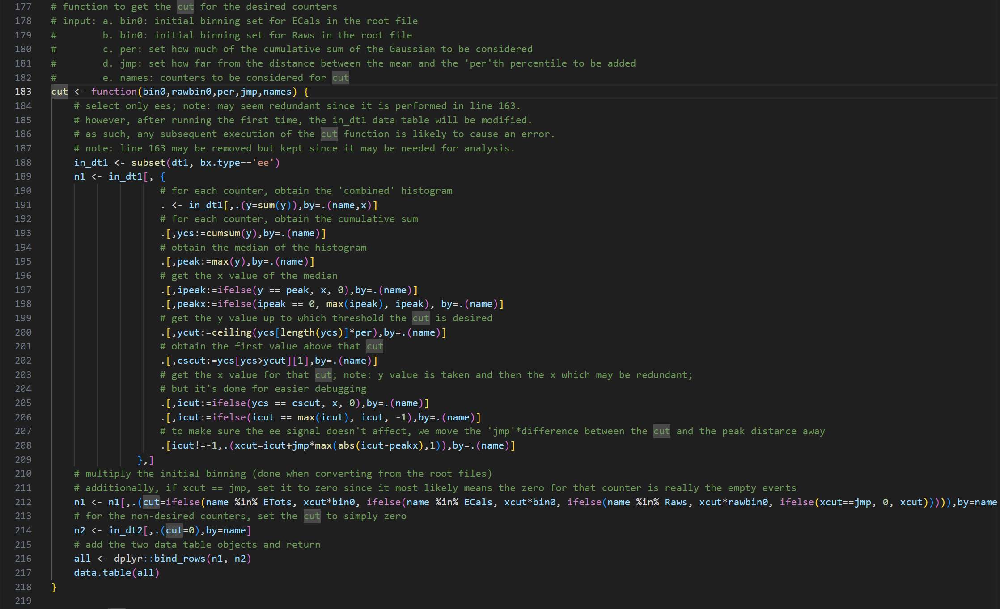 177 # function to get the cut for the desired counters
178 # input: a. bin0: initial binning set for ECals in the root file
179 #        b. bin0: initial binning set for Raws in the root file
180 #        c. per: set how much of the cumulative sum of the Gaussian to be considered
181 #        d. jmp: set how far from the distance between the mean and the 'per'th percentile to be added
182 #        e. names: counters to be considered for cut
183 cut <- function(bin0,rawbin0,per,jmp,names) {
184     # select only ees; note: may seem redundant since it is performed in line 163.
185     # however, after running the first time, the in_dt1 data table will be modified.
186     # as such, any subsequent execution of the cut function is likely to cause an error.
187     # note: line 163 may be removed but kept since it may be needed for analysis.
188     in_dt1 <- subset(dt1, bx.type=='ee')
189     n1 <- in_dt1[, {
190                    # for each counter, obtain the 'combined' histogram
191                    . <- in_dt1[,.(y=sum(y)),by=.(name,x)]
192                    # for each counter, obtain the cumulative sum
193                    .[,ycs:=cumsum(y),by=.(name)]
194                    # obtain the median of the histogram
195                    .[,peak:=max(y),by=.(name)]
196                    # get the x value of the median
197                    .[,ipeak:=ifelse(y == peak, x, 0),by=.(name)]
198                    .[,peakx:=ifelse(ipeak == 0, max(ipeak), ipeak), by=.(name)]
199                    # get the y value up to which threshold the cut is desired
200                    .[,ycut:=ceiling(ycs[length(ycs)]*per),by=.(name)]
201                    # obtain the first value above that cut
202                    .[,cscut:=ycs[ycs>ycut][1],by=.(name)]
203                    # get the x value for that cut; note: y value is taken and then the x which may be redundant;
204                    # but it's done for easier debugging
205                    .[,icut:=ifelse(ycs == cscut, x, 0),by=.(name)]
206                    .[,icut:=ifelse(icut == max(icut), icut, -1),by=.(name)]
207                    # to make sure the ee signal doesn't affect, we move the 'jmp'*difference between the cut and the peak distance away
208                    .[icut!=-1,.(xcut=icut+jmp*max(abs(icut-peakx),1)),by=.(name)]
209                },]
210     # multiply the initial binning (done when converting from the root files)
211     # additionally, if xcut == jmp, set it to zero since it most likely means the zero for that counter is really the empty events
212     n1 <- n1[,.(cut=ifelse(name %in% ETots, xcut*bin0, ifelse(name %in% ECals, xcut*bin0, ifelse(name %in% Raws, xcut*rawbin0, ifelse(xcut==jmp, 0, xcut))))),by=name
213     # for the non-desired counters, set the cut to simply zero
214     n2 <- in_dt2[,.(cut=0),by=name]
215     # add the two data table objects and return
216     all <- dplyr::bind_rows(n1, n2)
217     data.table(all)
218 }
219